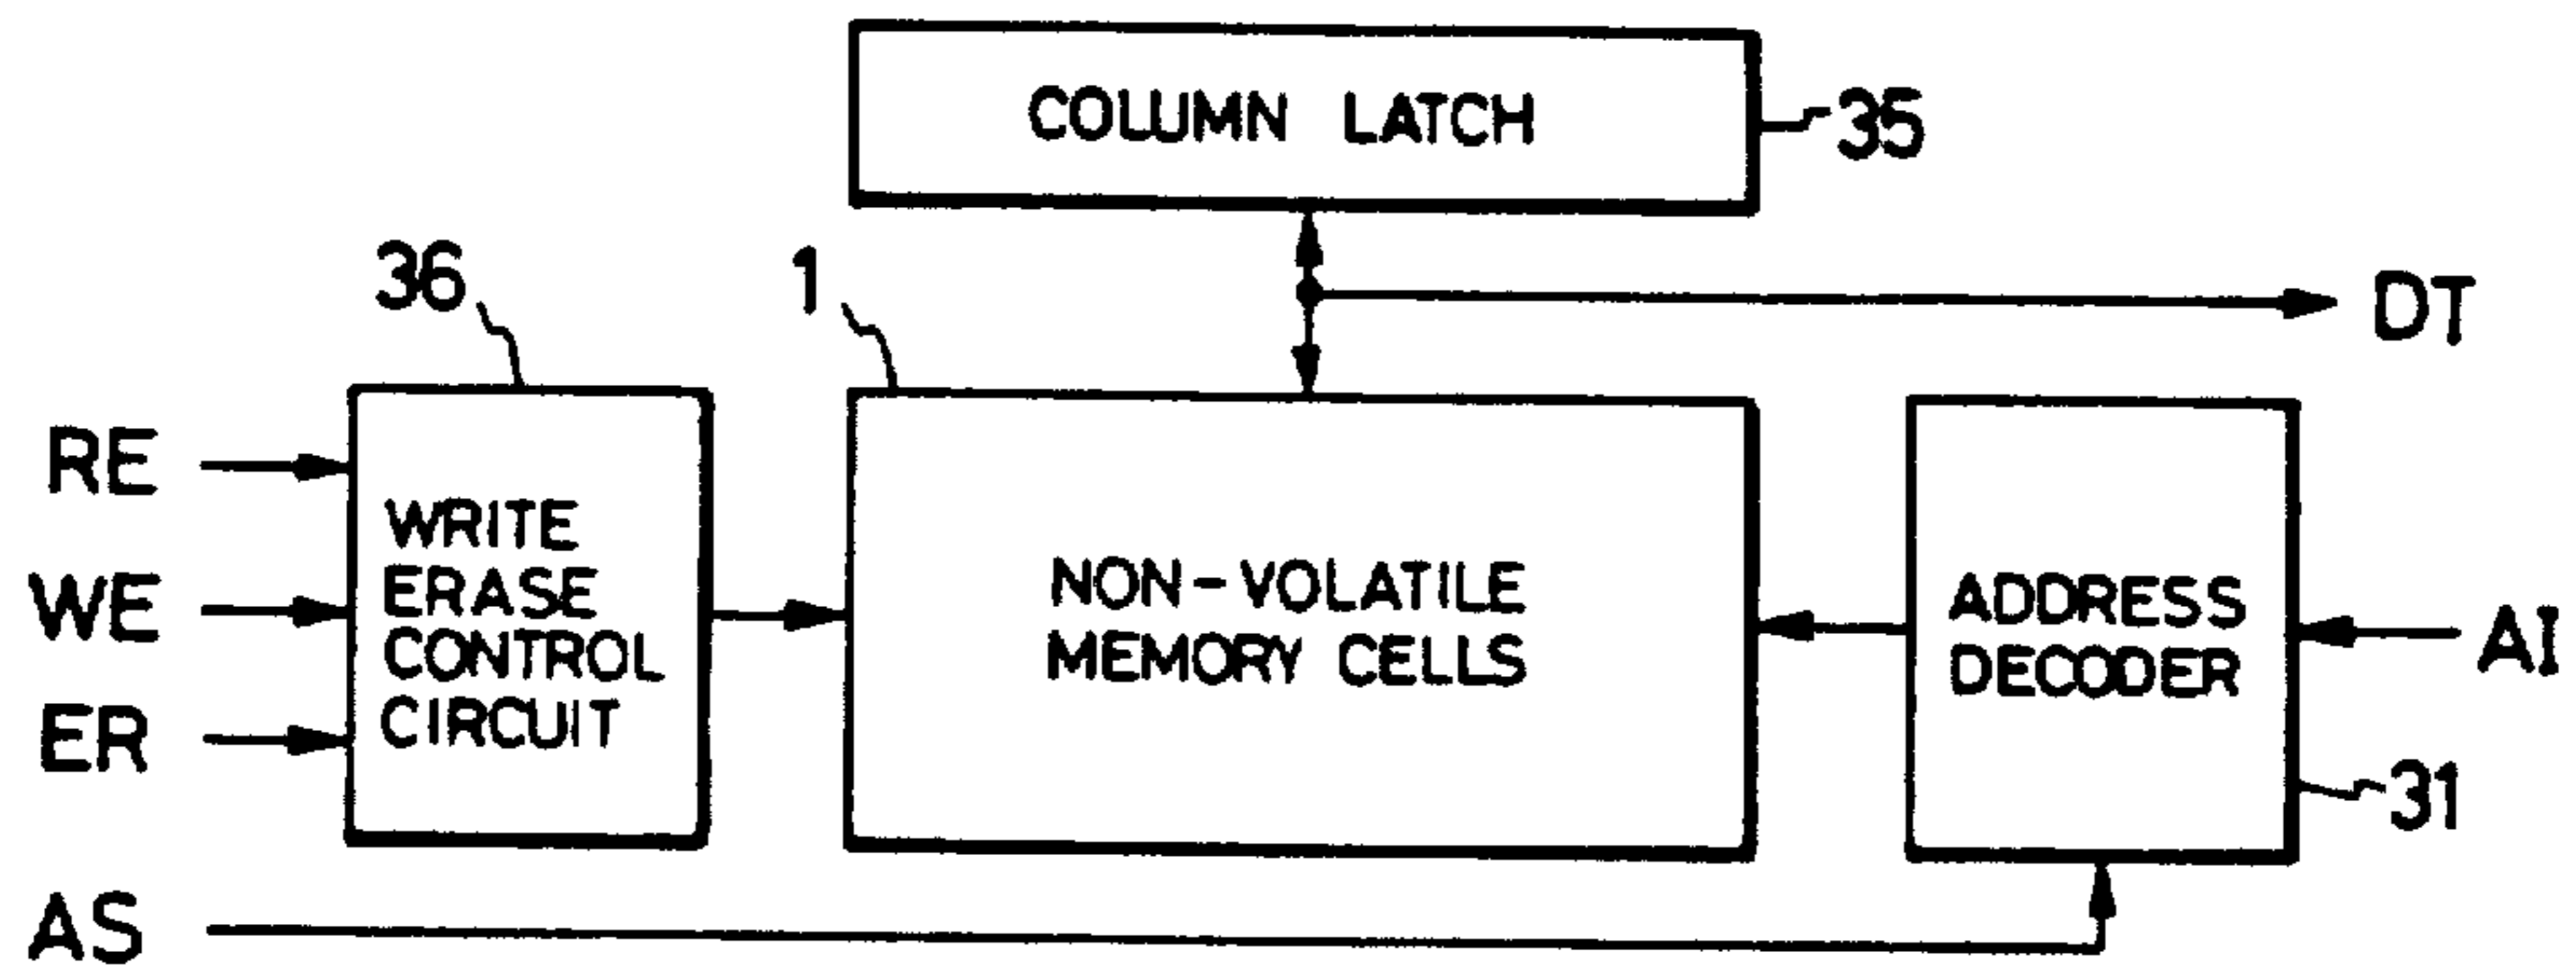 COLUMN LATCH
35
36
1
DT
RE
WE
ER
AS
WRITE
ERASE
CONTROL
CIRCUIT
NON-VOLATILE
MEMORY CELLS
ADDRESS
DECODER
AI
31